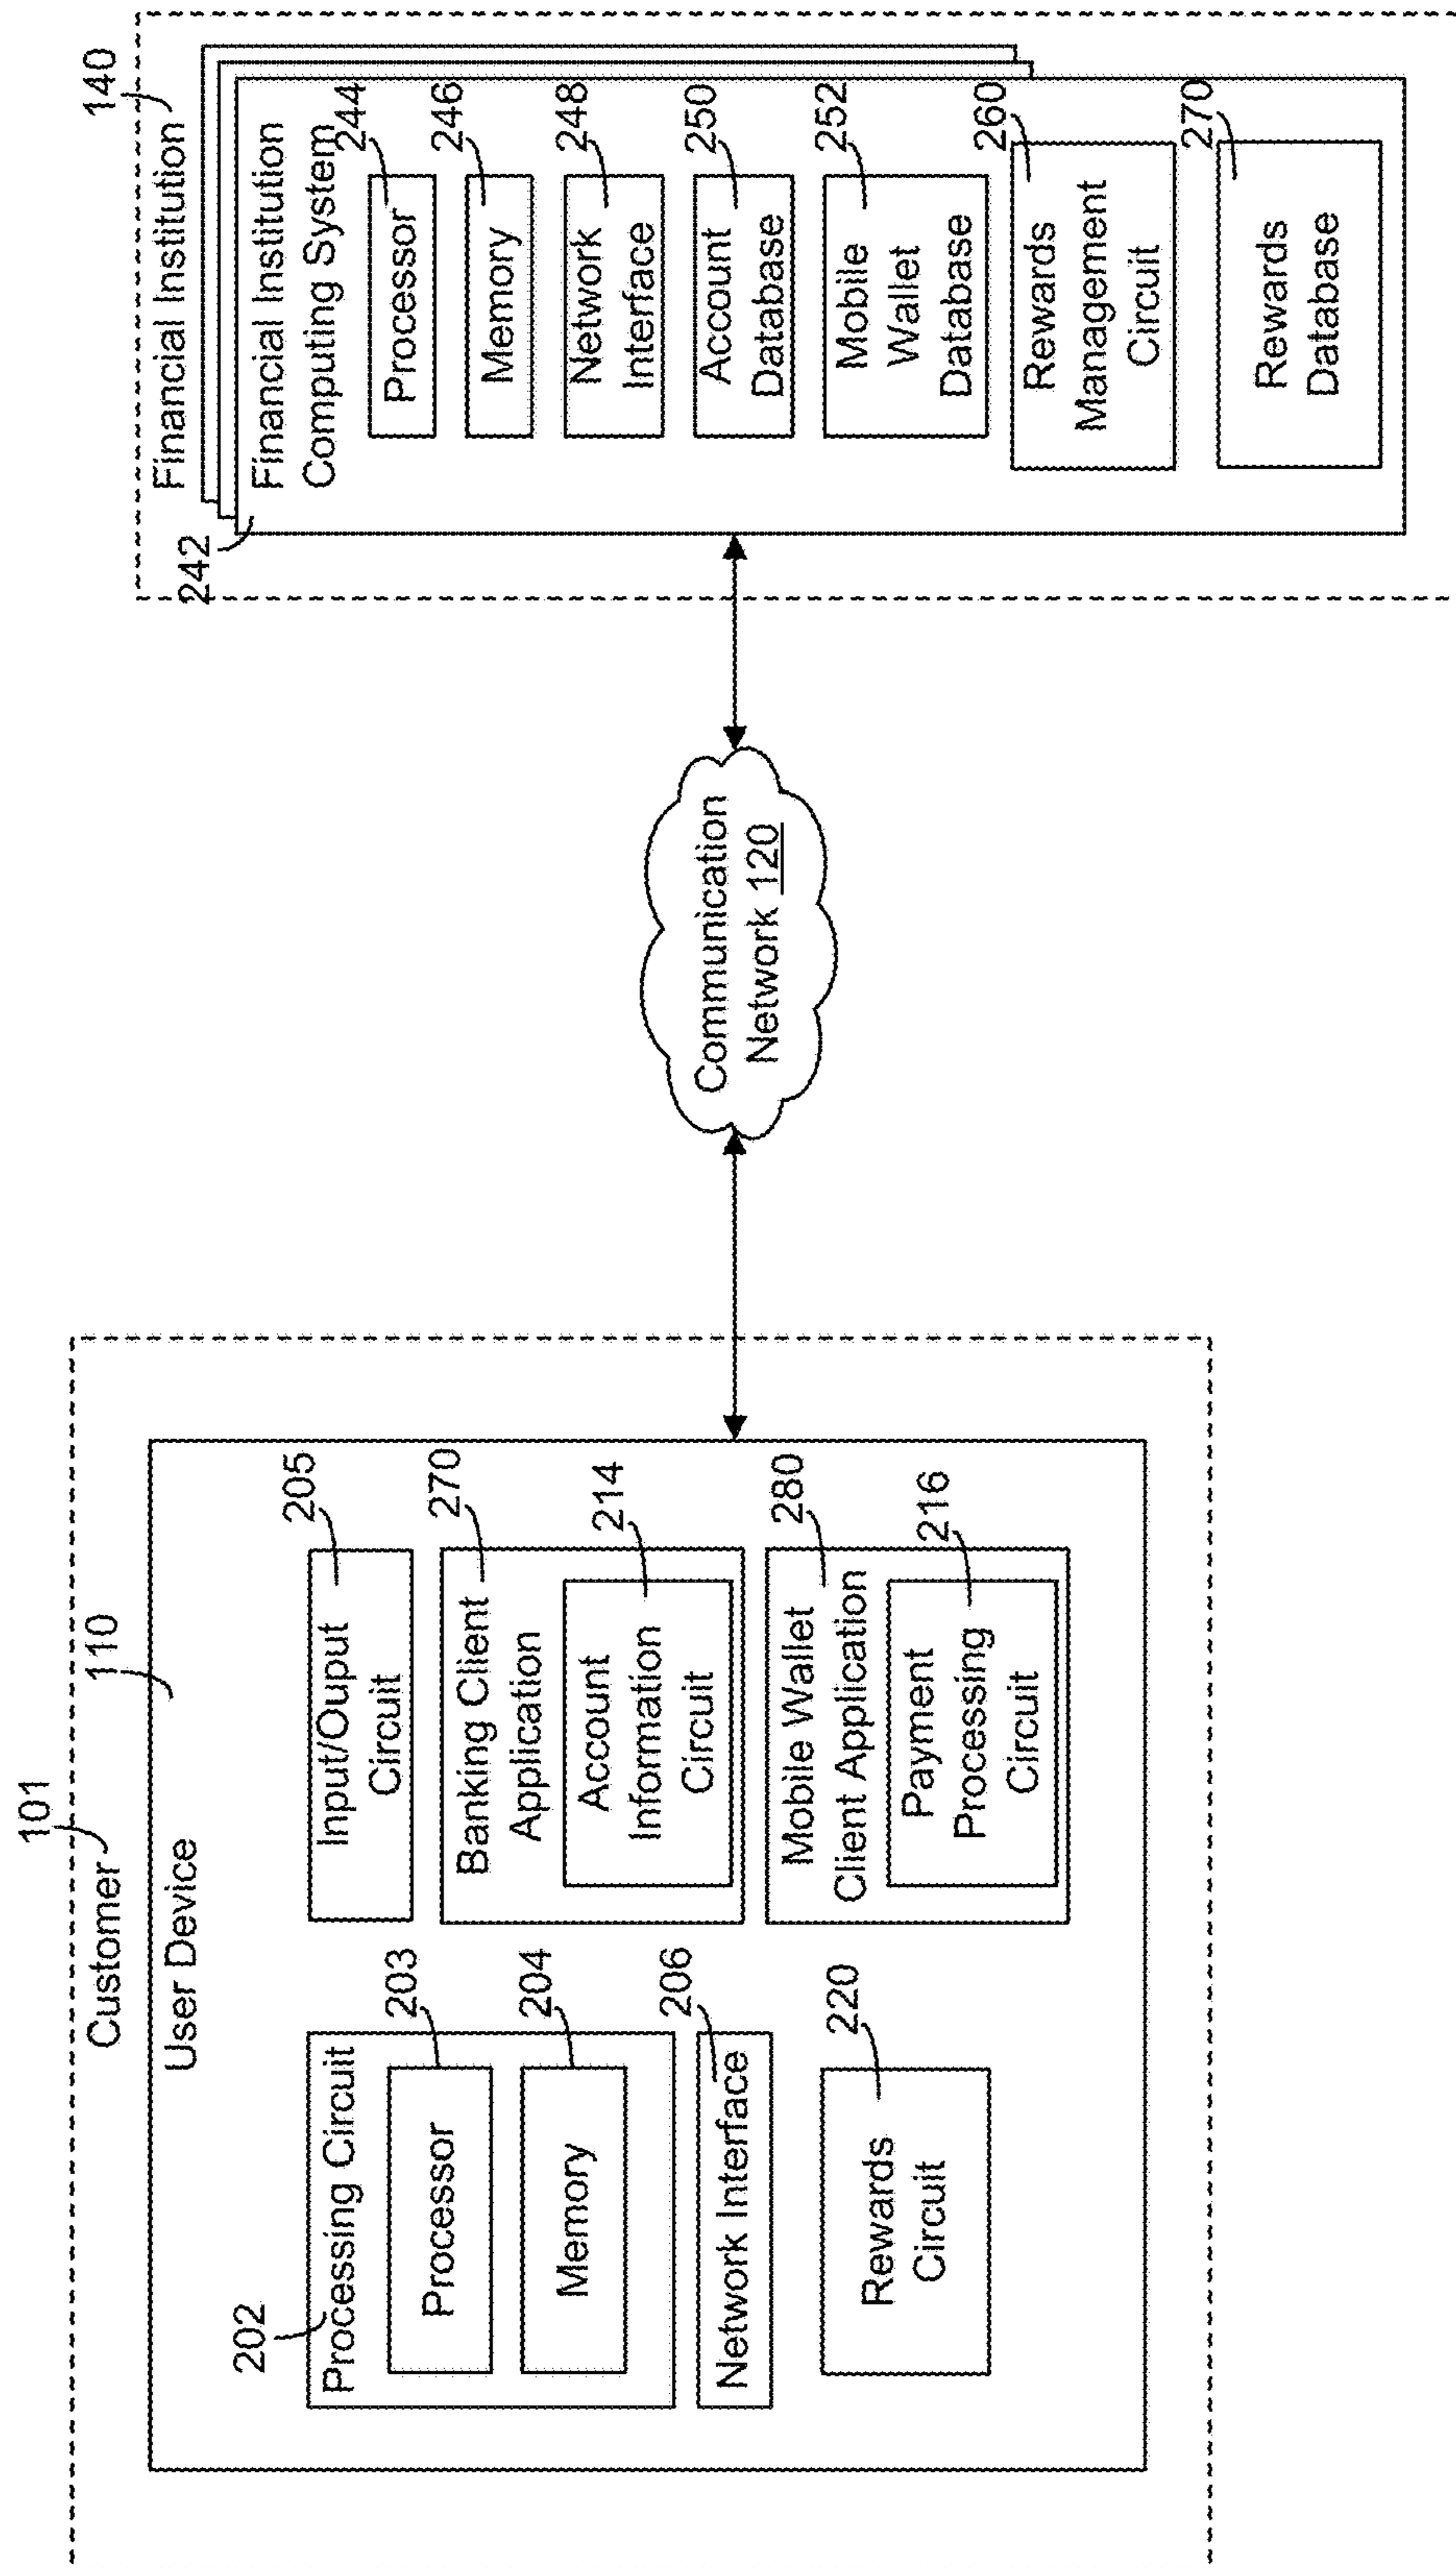 101
Customer
110
User Device
202
Processing Circuit
203
Processor
204
Memory
206
Network Interface
220
Rewards
Circuit
205
Input/Ouput
Circuit
270
Banking Client
Application
214
Account
Information
Circuit
280
Mobile Wallet
Client Application
216
Payment
Processing
Circuit
Communication
Network 120
140
Financial Institution
242
Financial Institution
Computing System
244
Processor
246
Memory
248
Network
Interface
250
Account
Database
252
Mobile
Wallet
Database
260
Rewards
Management
Circuit
270
Rewards
Database